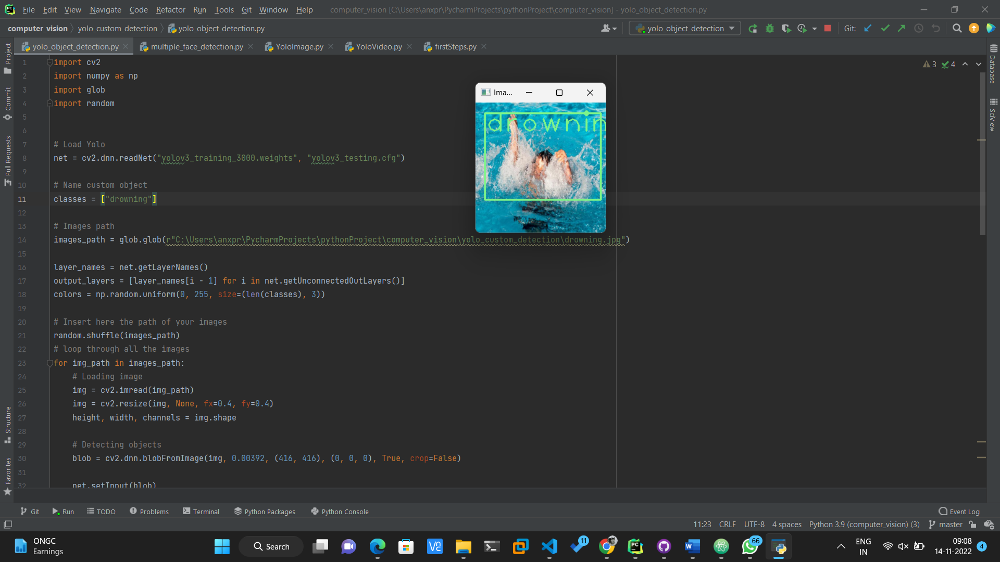 File Edit View Navigate Code Refactor Run Tools Git Window Help computer_vision [C:\Users\anxpr\PycharmProjects\pythonProject\computer_vision] - yolo_object_detection.py
computer_vision yolo_custom_detection yolo_object_detection.py yolo_object_detection Git:
yolo_object_detection.py multiple_face_detection.py YoloImage.py YoloVideo.py firstSteps.py
Project
Commit
Pull Requests
Structure
Favorites
Database
SciView
3 4
1 import cv2
2 import numpy as np
3 import glob
4 import random
5
6
7 # Load Yolo
8 net = cv2.dnn.readNet("yolov3_training_3000.weights", "yolov3_testing.cfg")
9
10 # Name custom object
11 classes = ["drowning"]
12
13 # Images path
14 images_path = glob.glob(r"C:\Users\anxpr\PycharmProjects\pythonProject\computer_vision\yolo_custom_detection\drowning.jpg")
15
16 layer_names = net.getLayerNames()
17 output_layers = [layer_names[i - 1] for i in net.getUnconnectedOutLayers()]
18 colors = np.random.uniform(0, 255, size=(len(classes), 3))
19
20 # Insert here the path of your images
21 random.shuffle(images_path)
22 # loop through all the images
23 for img_path in images_path:
24 # Loading image
25 img = cv2.imread(img_path)
26 img = cv2.resize(img, None, fx=0.4, fy=0.4)
27 height, width, channels = img.shape
28
29 # Detecting objects
30 blob = cv2.dnn.blobFromImage(img, 0.00392, (416, 416), (0, 0, 0), True, crop=False)
31
32 net.setInput(blob)
Ima...
drownin
Git Run TODO Problems Terminal Python Packages Python Console Event Log
11:23 CRLF UTF-8 4 spaces Python 3.9 (computer_vision) (3) master
ONGC
Earnings
Search
11
66
ENG
IN
09:08
14-11-2022
4